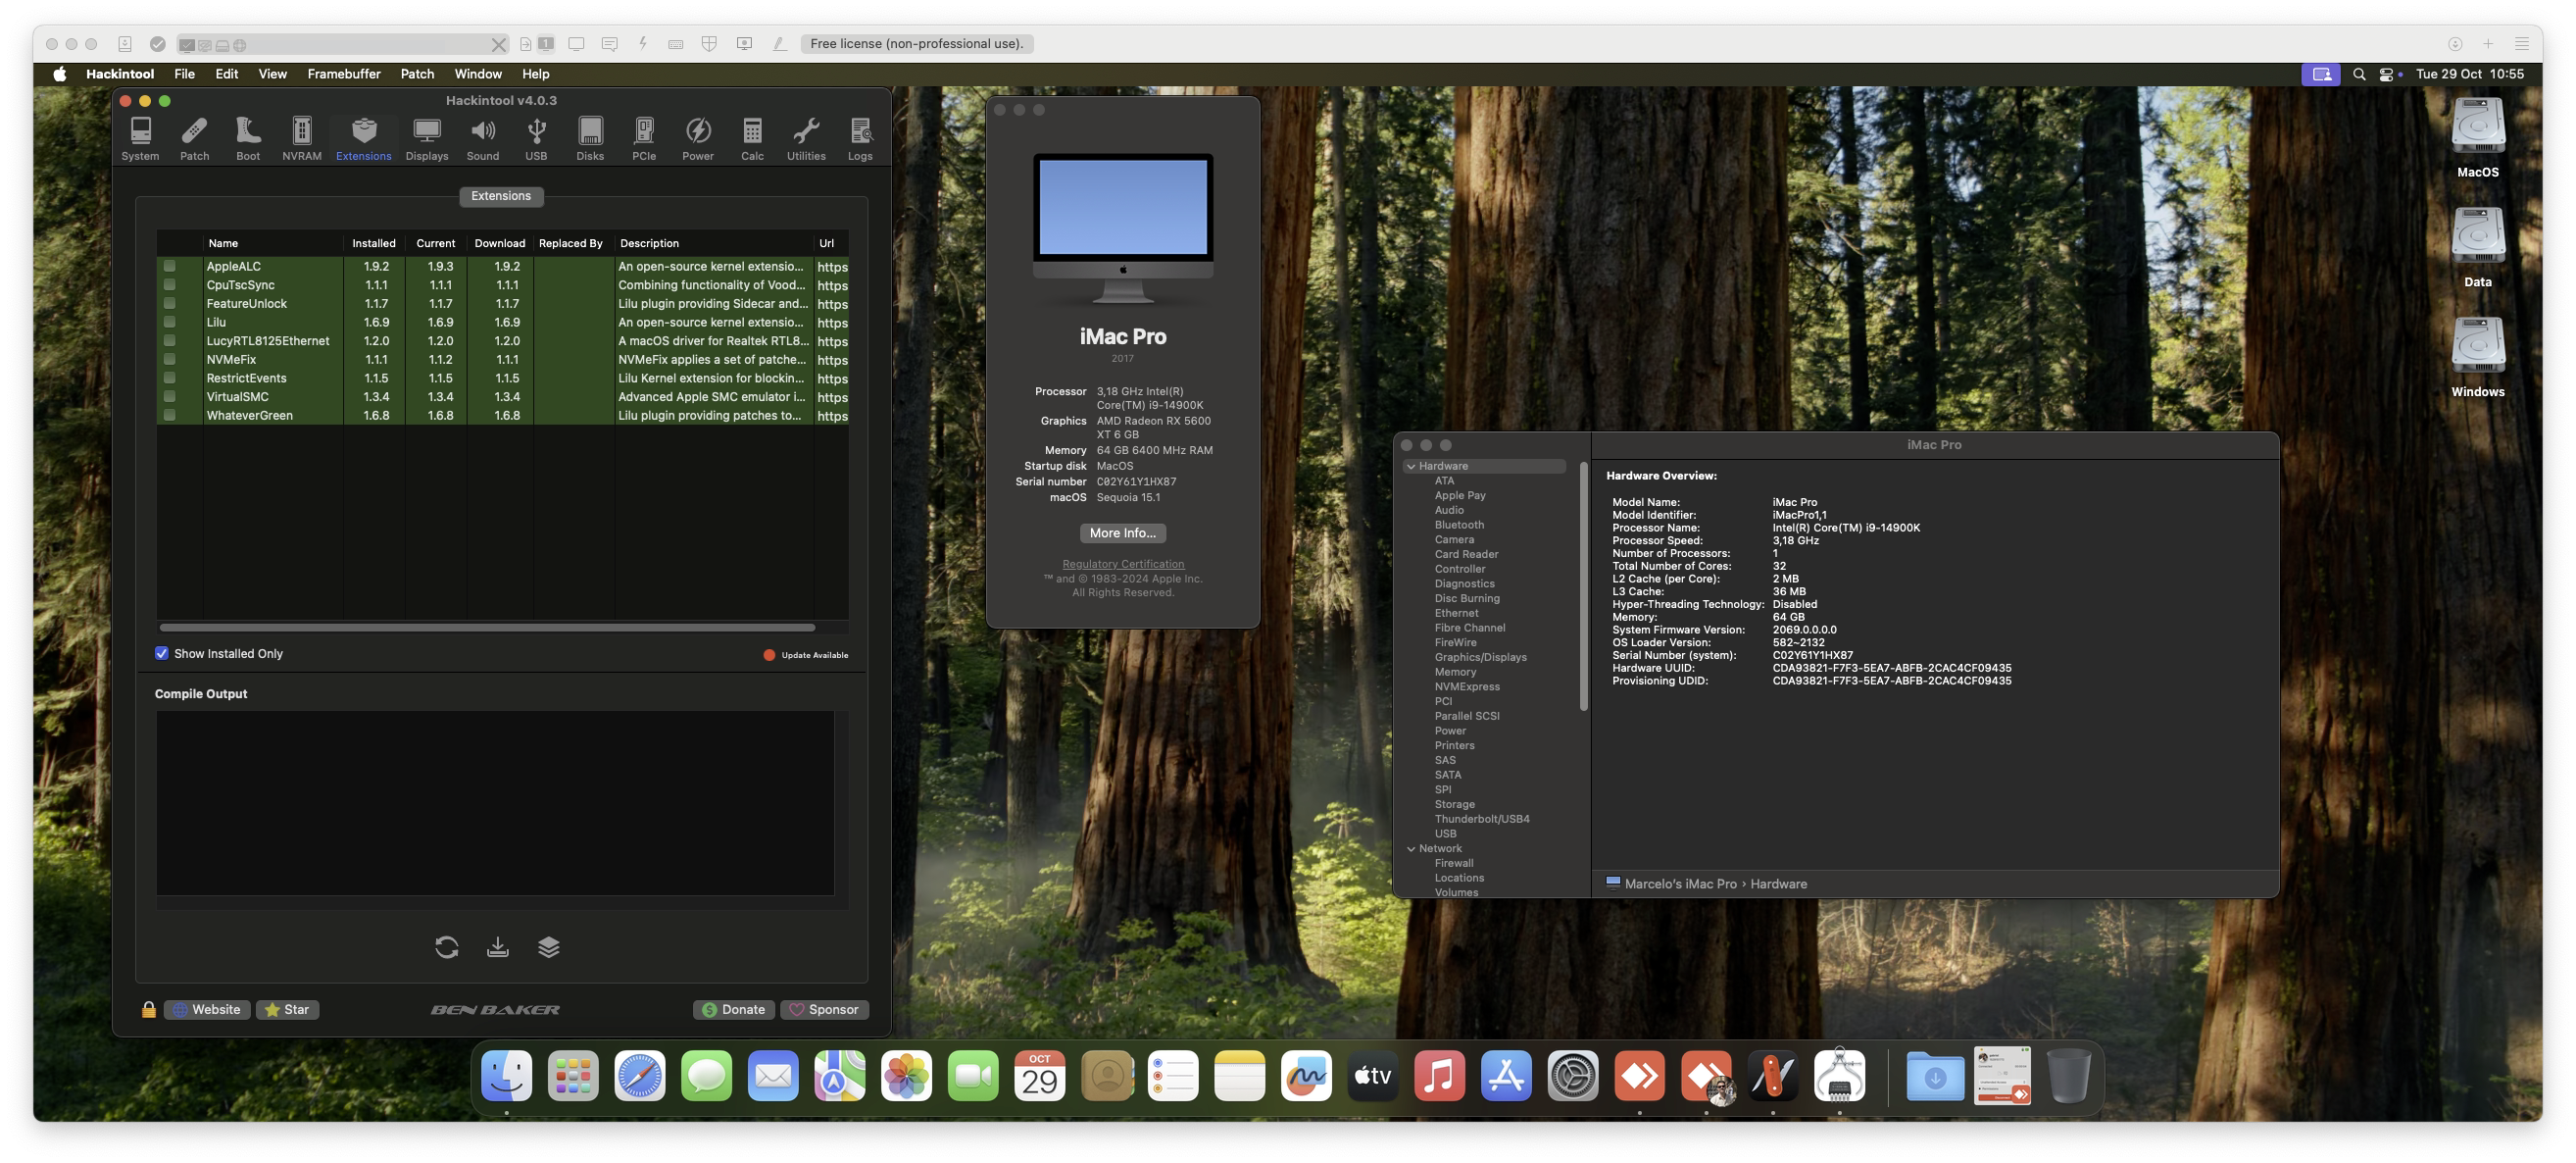 Free license (non-professional use).
Hackintool File Edit View Framebuffer Patch Window Help
Tue 29 Oct 10:55
Hackintool v4.0.3
System Patch Boot NVRAM Extensions Displays Sound USB Disks PCIe Power Calc Utilities Logs
Extensions
Name Installed Current Download Replaced By Description Url
AppleALC 1.9.2 1.9.3 1.9.2 An open-source kernel extensio... https
CpuTscSync 1.1.1 1.1.1 1.1.1 Combining functionality of Vood... https
FeatureUnlock 1.1.7 1.1.7 1.1.7 Lilu plugin providing Sidecar and... https
Lilu 1.6.9 1.6.9 1.6.9 An open-source kernel extensio... https
LucyRTL8125Ethernet 1.2.0 1.2.0 1.2.0 A macOS driver for Realtek RTL8... https
NVMeFix 1.1.1 1.1.2 1.1.1 NVMeFix applies a set of patche... https
RestrictEvents 1.1.5 1.1.5 1.1.5 Lilu Kernel extension for blockin... https
VirtualSMC 1.3.4 1.3.4 1.3.4 Advanced Apple SMC emulator i... https
WhateverGreen 1.6.8 1.6.8 1.6.8 Lilu plugin providing patches to... https
Show Installed Only
Update Available
Compile Output
Website Star BEN BAKER Donate Sponsor
iMac Pro
2017
Processor 3,18 GHz Intel(R)
Core(TM) i9-14900K
Graphics AMD Radeon RX 5600
XT 6 GB
Memory 64 GB 6400 MHz RAM
Startup disk MacOS
Serial number C02Y61Y1HX87
macOS Sequoia 15.1
More Info...
Regulatory Certification
™ and © 1983-2024 Apple Inc.
All Rights Reserved.
iMac Pro
Hardware
ATA
Apple Pay
Audio
Bluetooth
Camera
Card Reader
Controller
Diagnostics
Disc Burning
Ethernet
Fibre Channel
FireWire
Graphics/Displays
Memory
NVMExpress
PCI
Parallel SCSI
Power
Printers
SAS
SATA
SPI
Storage
Thunderbolt/USB4
USB
Network
Firewall
Locations
Volumes
Hardware Overview:
Model Name: iMac Pro
Model Identifier: iMacPro1,1
Processor Name: Intel(R) Core(TM) i9-14900K
Processor Speed: 3,18 GHz
Number of Processors: 1
Total Number of Cores: 32
L2 Cache (per Core): 2 MB
L3 Cache: 36 MB
Hyper-Threading Technology: Disabled
Memory: 64 GB
System Firmware Version: 2069.0.0.0.0
OS Loader Version: 582~2132
Serial Number (system): C02Y61Y1HX87
Hardware UUID: CDA93821-F7F3-5EA7-ABFB-2CAC4CF09435
Provisioning UDID: CDA93821-F7F3-5EA7-ABFB-2CAC4CF09435
Marcelo's iMac Pro › Hardware
MacOS
Data
Windows
OCT
29
tv